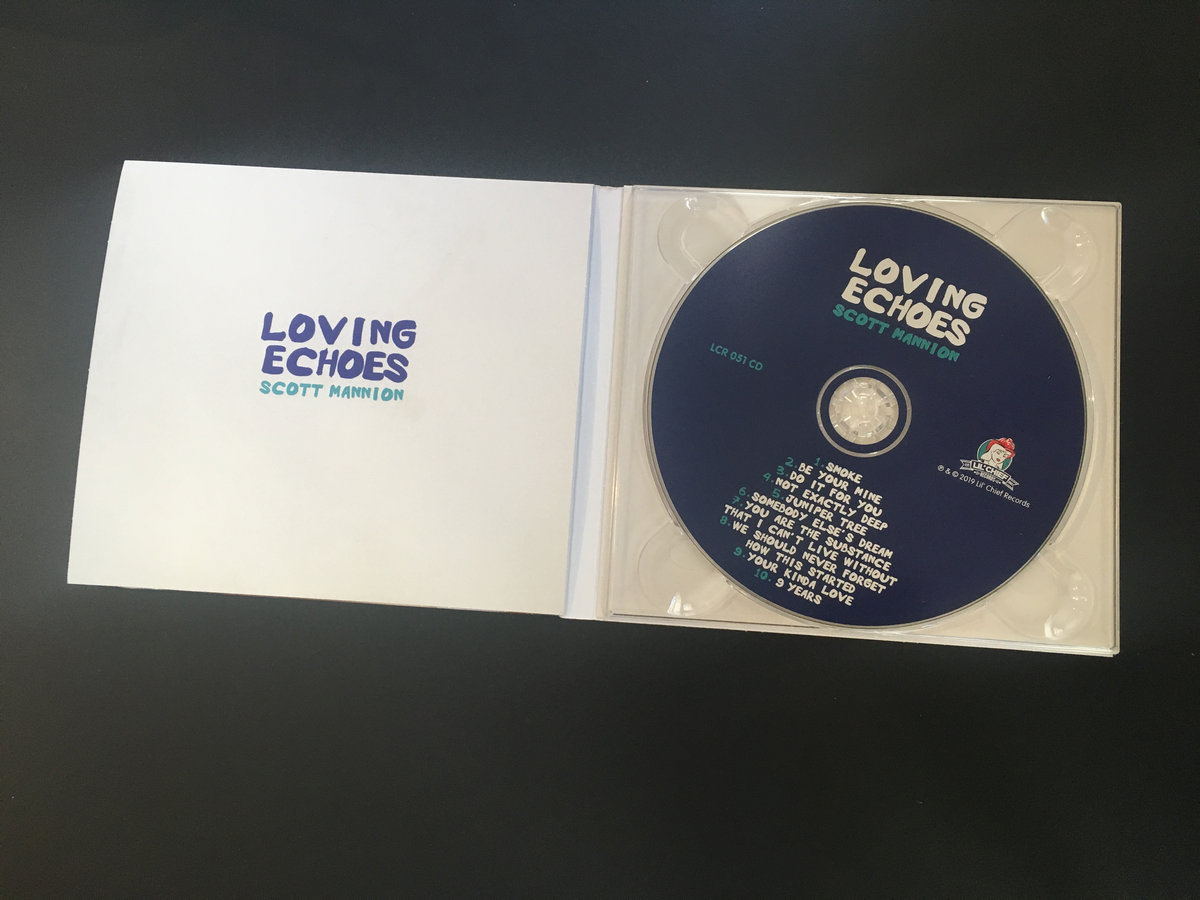 LOVING
ECHOES
SCOTT MANNION
LOVING
ECHOES
SCOTT MANNION
LCR 051 CD
LIL' CHIEF
℗ & © 2019 Lil' Chief Records
1. SMOKE
2. BE YOUR MINE
3. DO IT FOR YOU
4. NOT EXACTLY DEEP
5. JUNIPER TREE
6. SOMEBODY ELSE'S DREAM
7. YOU ARE THE SUBSTANCE
THAT I CAN'T LIVE WITHOUT
8. WE SHOULD NEVER FORGET
HOW THIS STARTED
9. YOUR KINDA LOVE
10. 9 YEARS